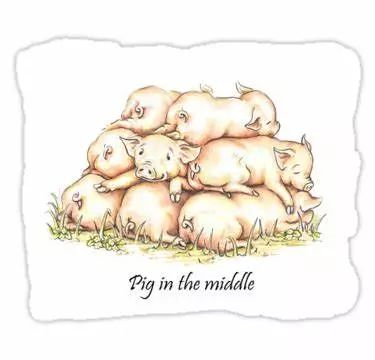 Pig in the middle